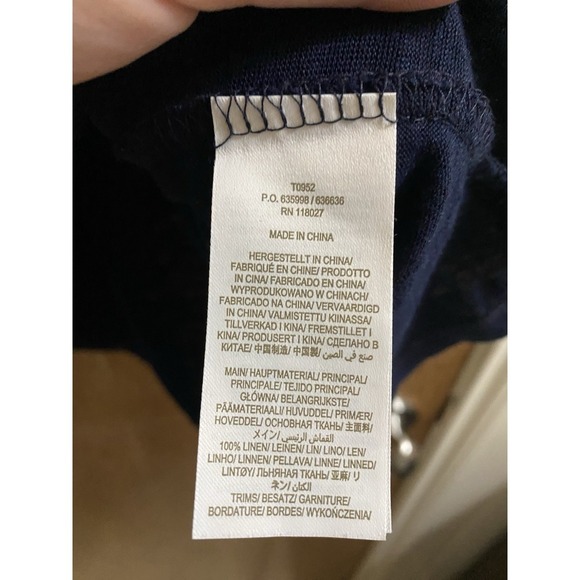 T0952
P.O. 635998 / 636636
RN 118027
MADE IN CHINA
HERGESTELLT IN CHINA/
FABRIQUÉ EN CHINE/ PRODOTTO
IN CINA/ FABRICADO EN CHINA/
WYPRODUKOWANO W CHINACH/
FABRICADO NA CHINA/ VERVAARDIGD
IN CHINA/ VALMISTETTU KIINASSA/
TILLVERKAD I KINA/ FREMSTILLET I
KINA/ PRODUSERT I KINA/ СДЕЛАНО В
КИТАЕ/ 中国制造/ 中国製/ صنع في الصين
MAIN/ HAUPTMATERIAL/ PRINCIPAL/
PRINCIPALE/ TEJIDO PRINCIPAL/
GŁÓWNA/ BELANGRIJKSTE/
PÄÄMATERIAALI/ HUVUDDEL/ PRIMÆR/
HOVEDDEL/ ОСНОВНАЯ ТКАНЬ/ 主面料/
メイン/ القماش الرئيسي
100% LINEN/ LEINEN/ LIN/ LINO/ LEN/
LINHO/ LINNEN/ PELLAVA/ LINNE/ LINNED/
LINTØY/ ЛЬНЯНАЯ ТКАНЬ/ 亚麻/ リ
ネン/ الكتان
TRIMS/ BESATZ/ GARNITURE/
BORDATURE/ BORDES/ WYKOŃCZENIA/